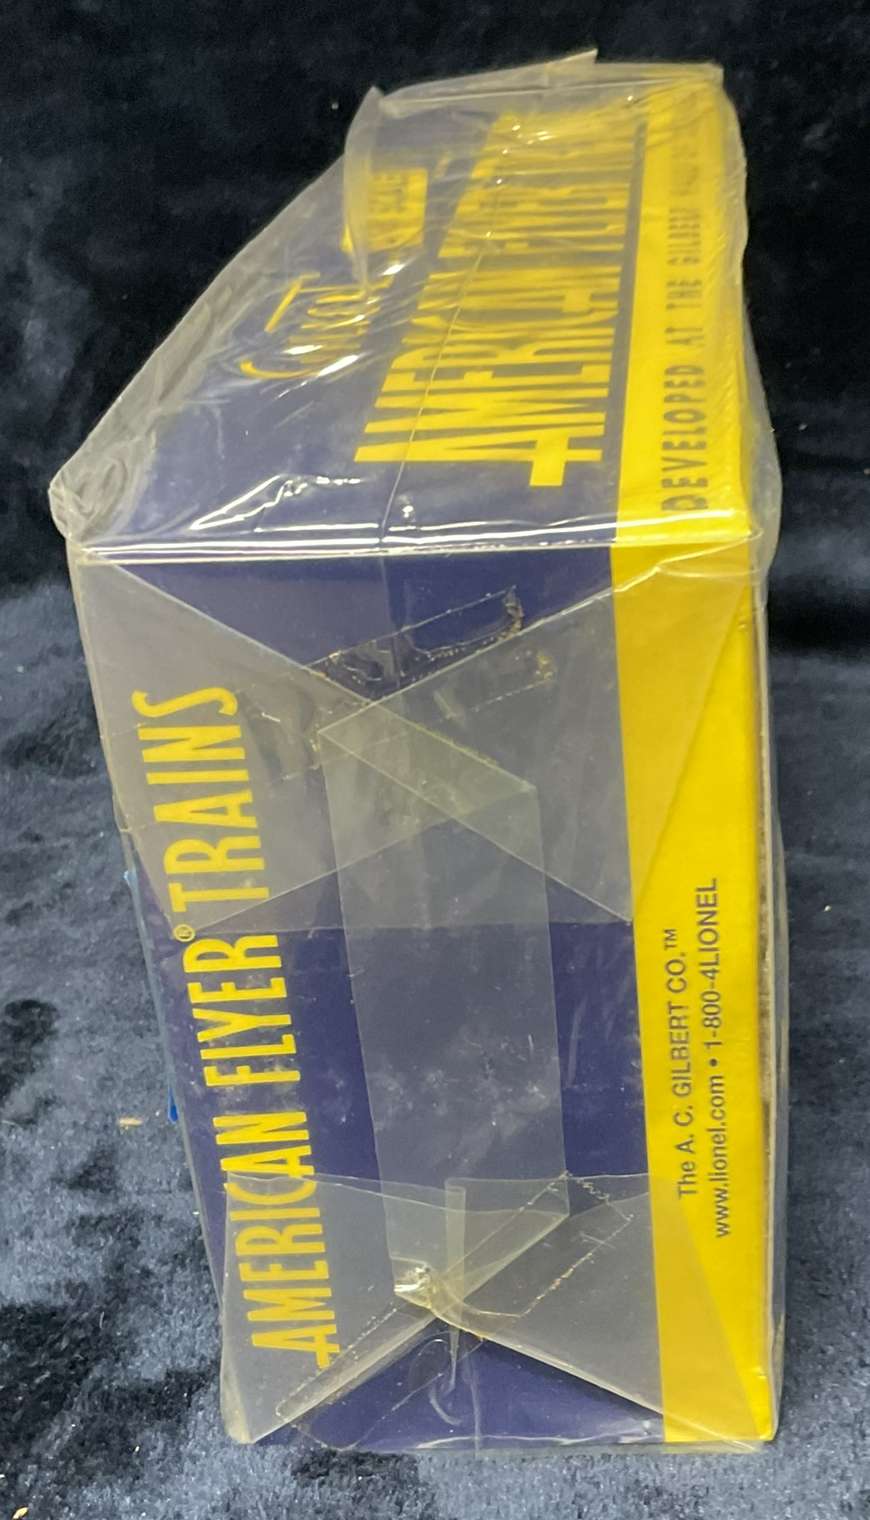 AMERICAN FLYER
DEVELOPED AT THE GILBERT
AMERICAN FLYER® TRAINS
The A. C. GILBERT CO.™
www.lionel.com • 1-800-4LIONEL